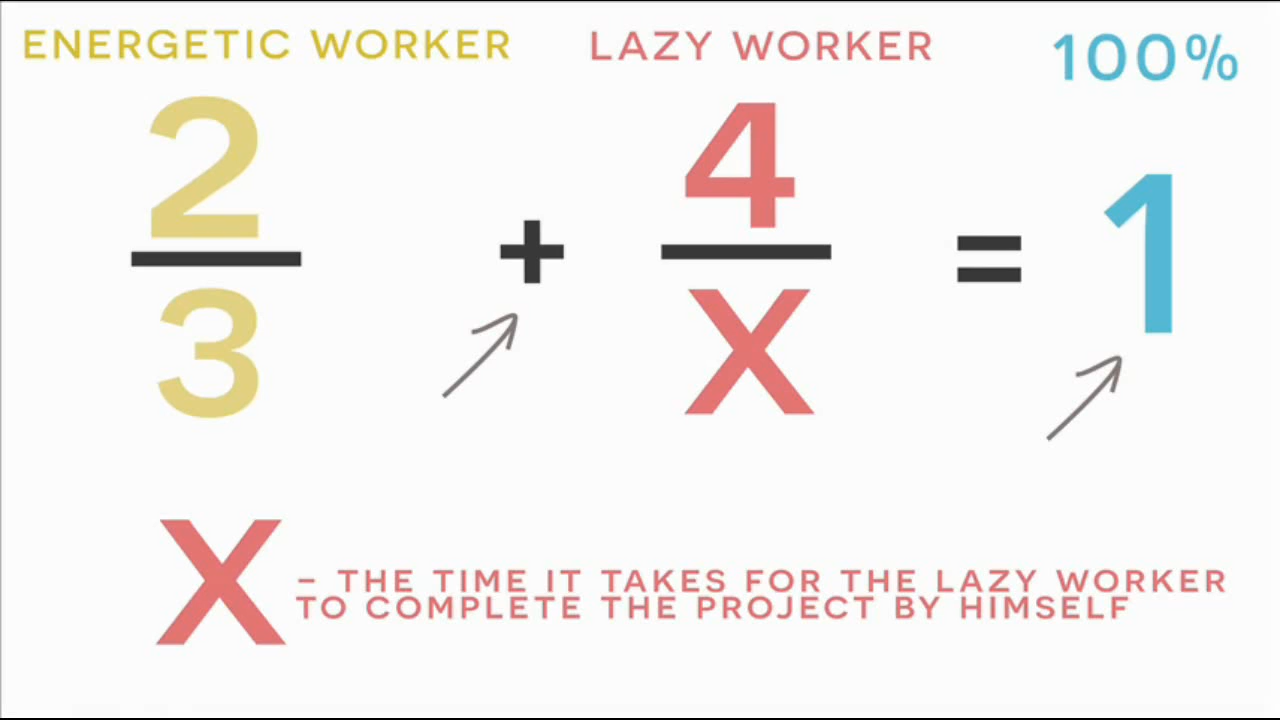 ENERGETIC WORKER
LAZY WORKER
100%
2
3
+
4
X
=
1
X
– THE TIME IT TAKES FOR THE LAZY WORKER
TO COMPLETE THE PROJECT BY HIMSELF